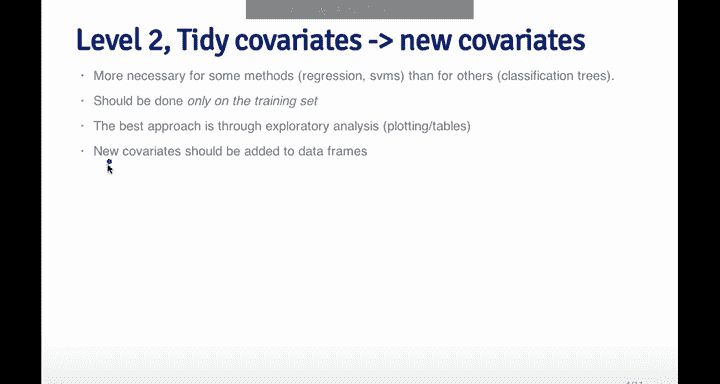 Level 2, Tidy covariates -> new covariates
· More necessary for some methods (regression, svms) than for others (classification trees).
· Should be done only on the training set
· The best approach is through exploratory analysis (plotting/tables)
· New covariates should be added to data frames